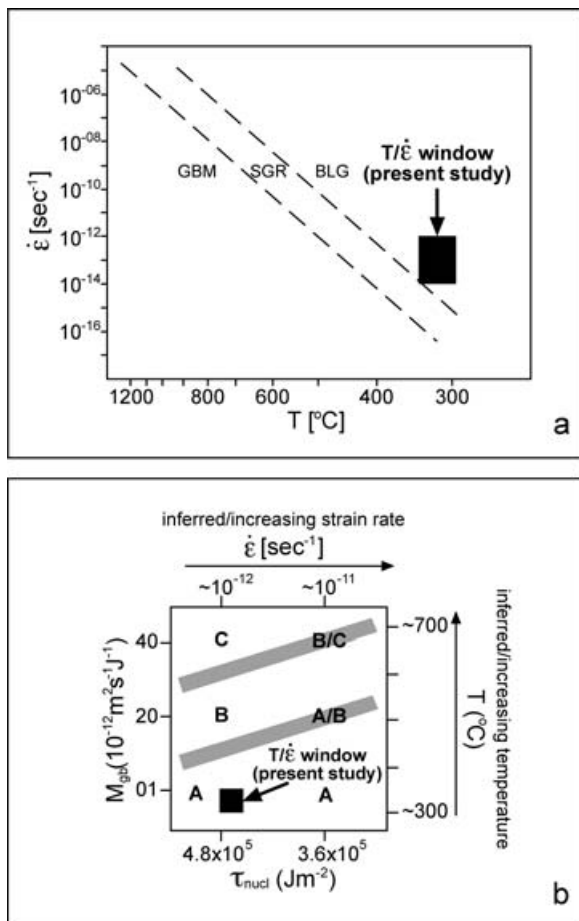 10⁻⁰⁶
10⁻⁰⁸
10⁻¹⁰
10⁻¹²
10⁻¹⁴
10⁻¹⁶
ε̇ [sec⁻¹]
GBM SGR BLG
T/ε̇ window
(present study)
1200 800 600 400 300
T [°C]
a
inferred/increasing strain rate
ε̇ [sec⁻¹]
~10⁻¹² ~10⁻¹¹
40 C B/C ~700
20 B A/B
T/ε̇ window
(present study)
01 A A
~300
M_gb(10⁻¹²m²s⁻¹J⁻¹)
T (°C)
inferred/increasing temperature
4.8x10⁵ 3.6x10⁵
τ_nucl (Jm⁻²)
b